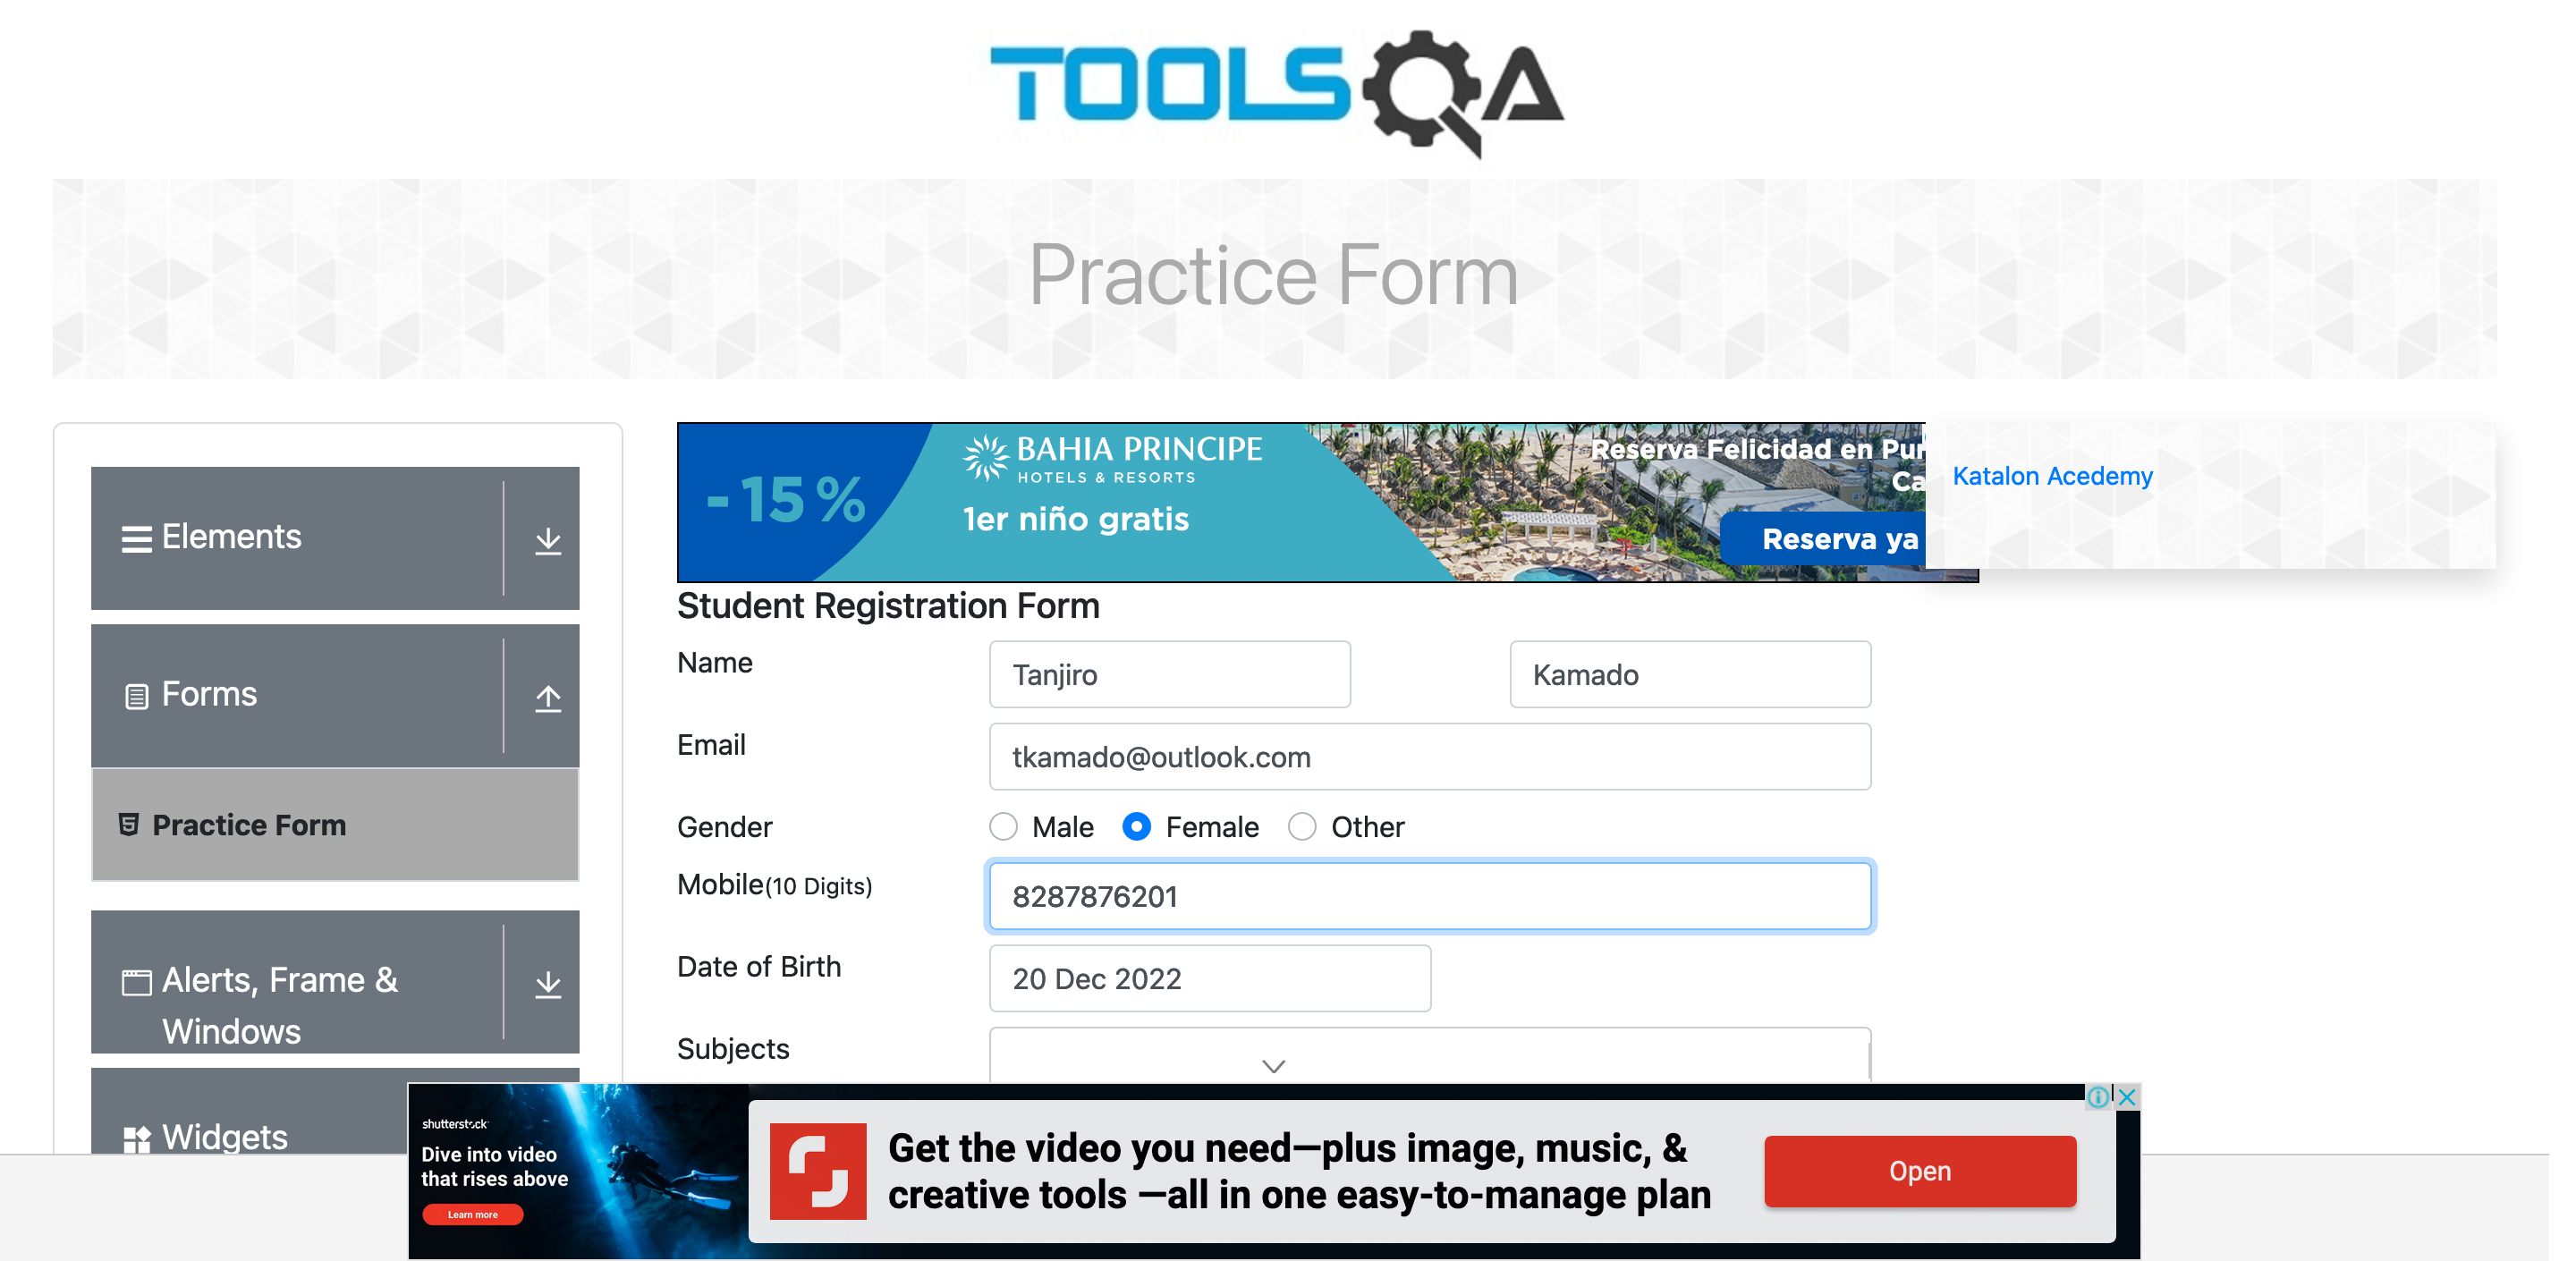 TOOLSQA
Practice Form
Elements
Forms
Practice Form
Alerts, Frame &
Windows
Widgets
-15%
BAHIA PRINCIPE
HOTELS & RESORTS
1er niño gratis
Reserva Felicidad en Pu
Ca
Reserva ya
Katalon Acedemy
Student Registration Form
Name
Tanjiro
Kamado
Email
tkamado@outlook.com
Gender
Male
Female
Other
Mobile(10 Digits)
8287876201
Date of Birth
20 Dec 2022
Subjects
shutterstock
Dive into video
that rises above
Learn more
Get the video you need—plus image, music, &
creative tools —all in one easy-to-manage plan
Open